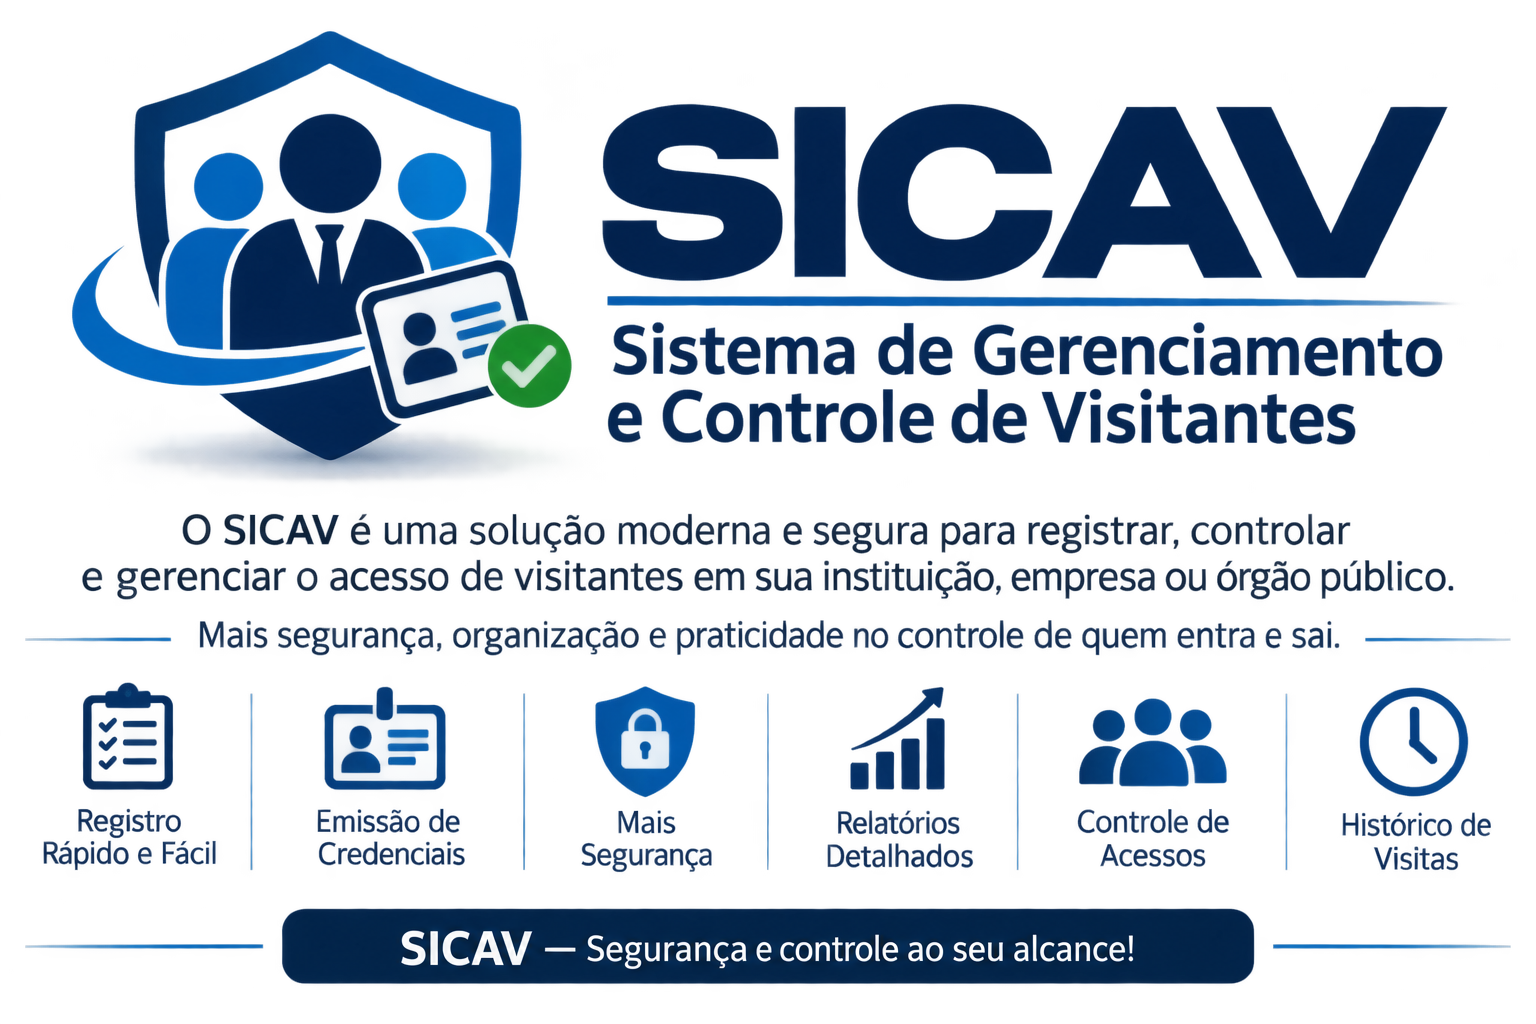 SICAV
Sistema de Gerenciamento
e Controle de Visitantes
O SICAV é uma solução moderna e segura para registrar, controlar
e gerenciar o acesso de visitantes em sua instituição, empresa ou órgão público.
Mais segurança, organização e praticidade no controle de quem entra e sai.
Registro
Rápido e Fácil
Emissão de
Credenciais
Mais
Segurança
Relatórios
Detalhados
Controle de
Acessos
Histórico de
Visitas
SICAV — Segurança e controle ao seu alcance!